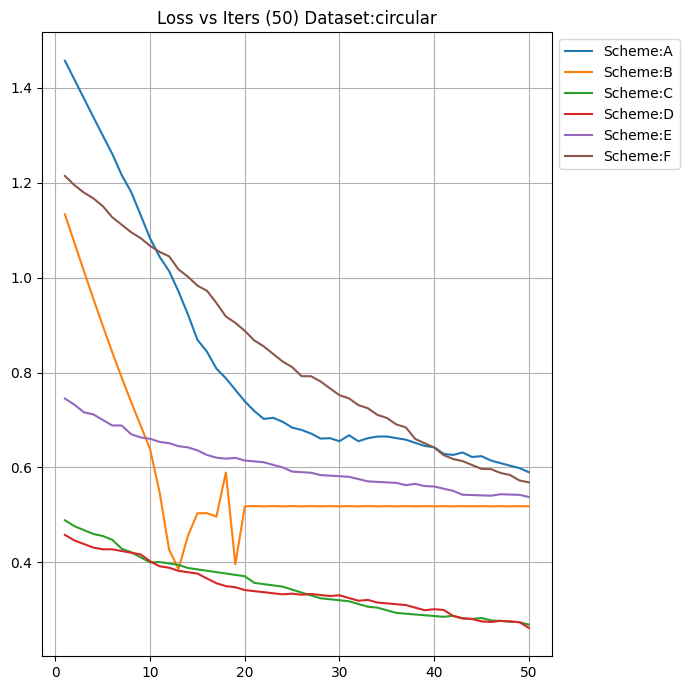 Loss vs Iters (50) Dataset:circular
Scheme:A
Scheme:B
Scheme:C
Scheme:D
Scheme:E
Scheme:F
1.4
1.2
1.0
0.8
0.6
0.4
0 10 20 30 40 50